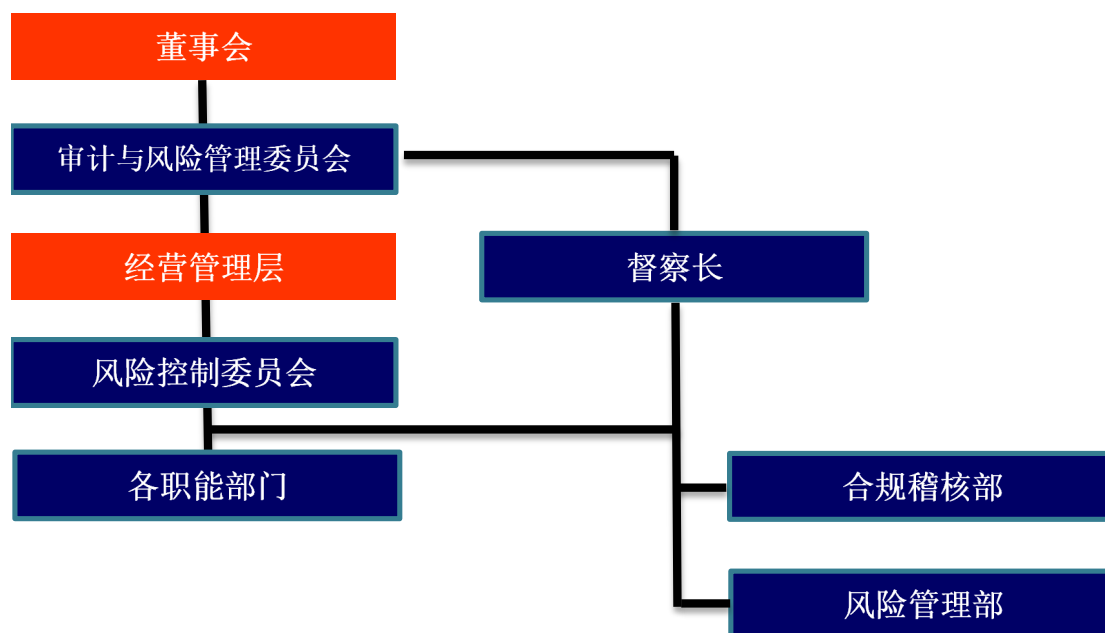 董事会
审计与风险管理委员会
经营管理层
督察长
风险控制委员会
各职能部门
合规稽核部
风险管理部